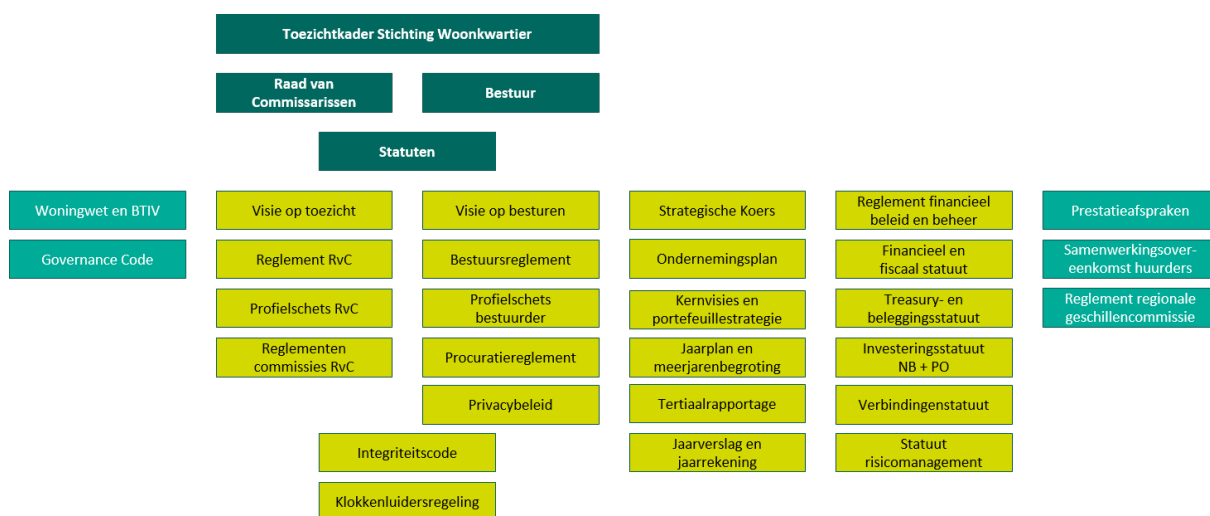 Toezichtkader Stichting Woonkwartier
Raad van
Commissarissen
Bestuur
Statuten
Woningwet en BTIV
Governance Code
Visie op toezicht
Reglement RvC
Profielschets RvC
Reglementen
commissies RvC
Visie op besturen
Bestuursreglement
Profielschets
bestuurder
Procuratiereglement
Privacybeleid
Integriteitscode
Klokkenluidersregeling
Strategische Koers
Ondernemingsplan
Kernvisies en
portefeuillestrategie
Jaarplan en
meerjarenbegroting
Tertiaalrapportage
Jaarverslag en
jaarrekening
Reglement financieel
beleid en beheer
Financieel en
fiscaal statuut
Treasury- en
beleggingsstatuut
Investeringsstatuut
NB + PO
Verbindingenstatuut
Statuut
risicomanagement
Prestatieafspraken
Samenwerkingsover-
eenkomst huurders
Reglement regionale
geschillencommissie